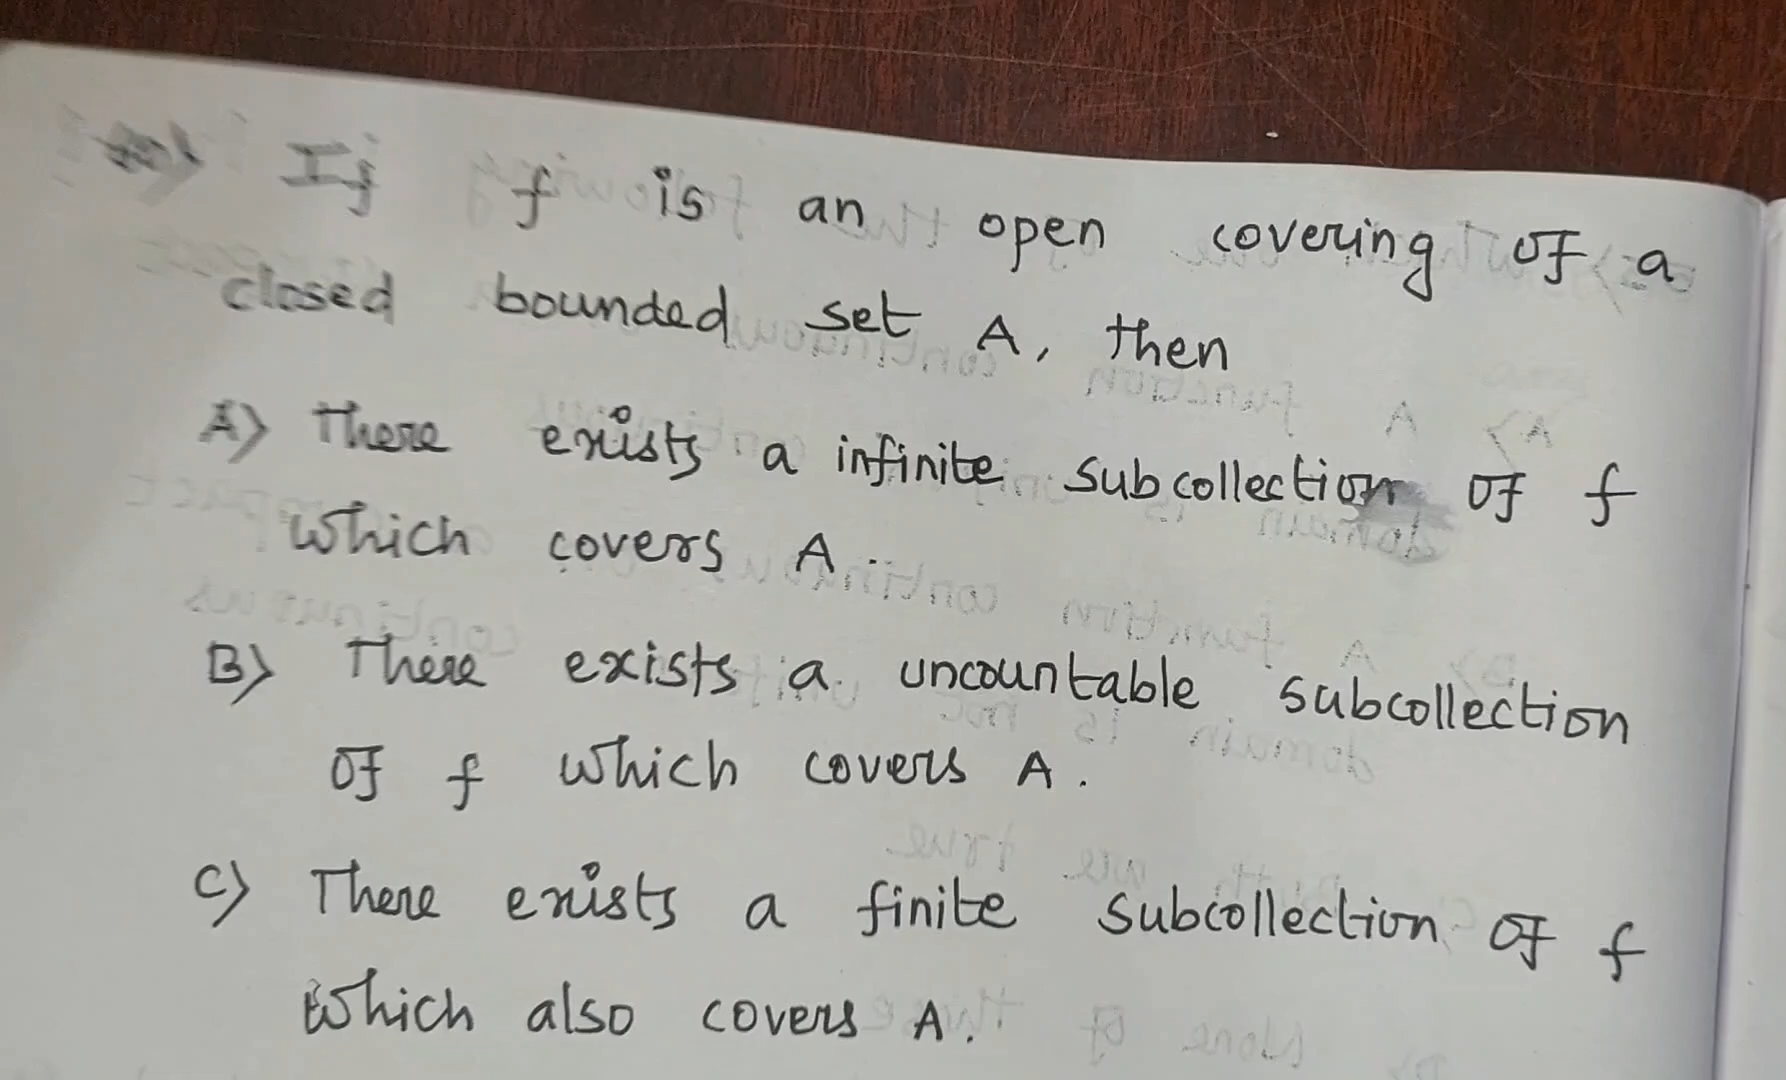 If f is an open covering of a
closed bounded set A, then
A) There exists a infinite subcollection of f
which covers A.
B) There exists a uncountable subcollection
of f which covers A.
C) There exists a finite subcollection of f
which also covers A.